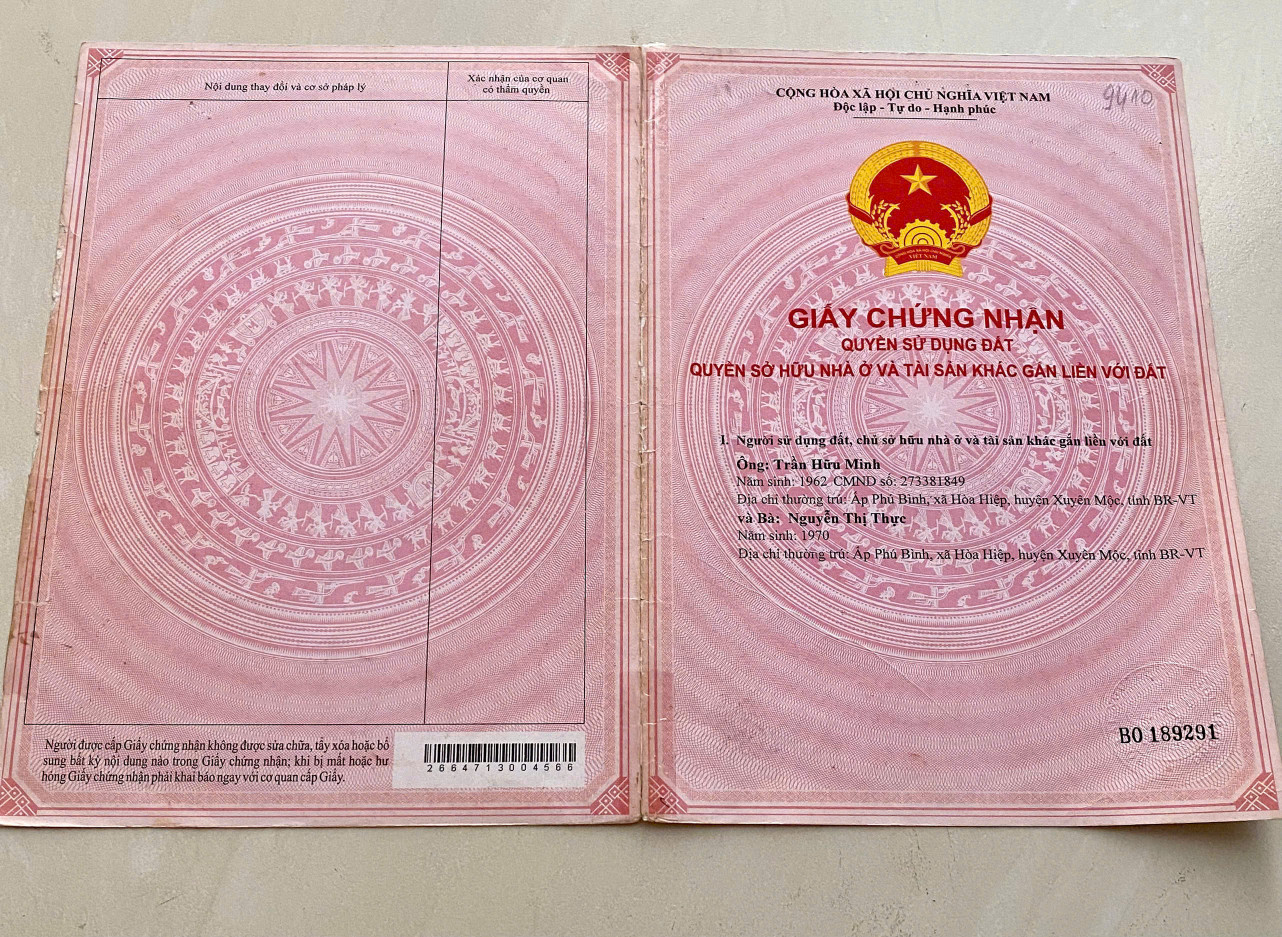 Nội dung thay đổi và cơ sở pháp lý
Xác nhận của cơ quan
có thẩm quyền
Người được cấp Giấy chứng nhận không được sửa chữa, tẩy xóa hoặc bổ
sung bất kỳ nội dung nào trong Giấy chứng nhận; khi bị mất hoặc hư
hỏng Giấy chứng nhận phải khai báo ngay với cơ quan cấp Giấy.
2664713004566
CỘNG HÒA XÃ HỘI CHỦ NGHĨA VIỆT NAM
Độc lập - Tự do - Hạnh phúc
9410
VIỆT NAM
GIẤY CHỨNG NHẬN
QUYỀN SỬ DỤNG ĐẤT
QUYỀN SỞ HỮU NHÀ Ở VÀ TÀI SẢN KHÁC GẮN LIỀN VỚI ĐẤT
I. Người sử dụng đất, chủ sở hữu nhà ở và tài sản khác gắn liền với đất
Ông: Trần Hữu Minh
Năm sinh: 1962 CMND số: 273381849
Địa chỉ thường trú: Ấp Phú Bình, xã Hòa Hiệp, huyện Xuyên Mộc, tỉnh BR-VT
và Bà: Nguyễn Thị Thực
Năm sinh: 1970
Địa chỉ thường trú: Ấp Phú Bình, xã Hòa Hiệp, huyện Xuyên Mộc, tỉnh BR-VT
BO 189291